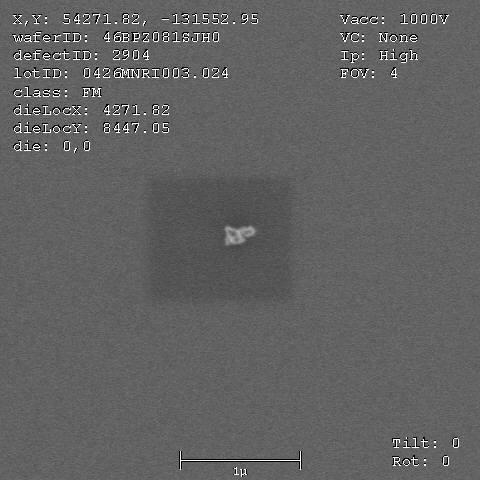 X,Y: 54271.82, -131552.95
waferID: 46BPZ081SJH0
defectID: 2904
lotID: 0426MNRI003.024
class: FM
dieLocX: 4271.82
dieLocY: 8447.05
die: 0,0
Vacc: 1000V
VC: None
Ip: High
FOV: 4
Tilt: 0
Rot: 0
1µ